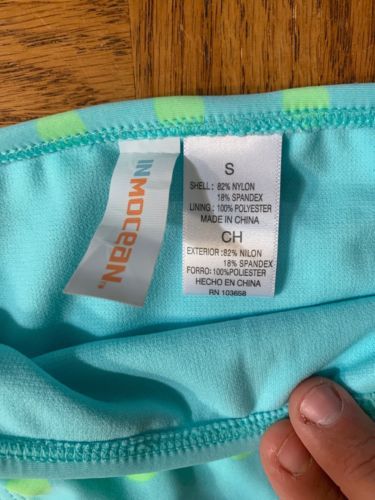 INMOCEAN
S
SHELL: 82% NYLON
18% SPANDEX
LINING: 100% POLYESTER
MADE IN CHINA
CH
EXTERIOR: 82% NILON
18% SPANDEX
FORRO: 100%POLIESTER
HECHO EN CHINA
RN 103658